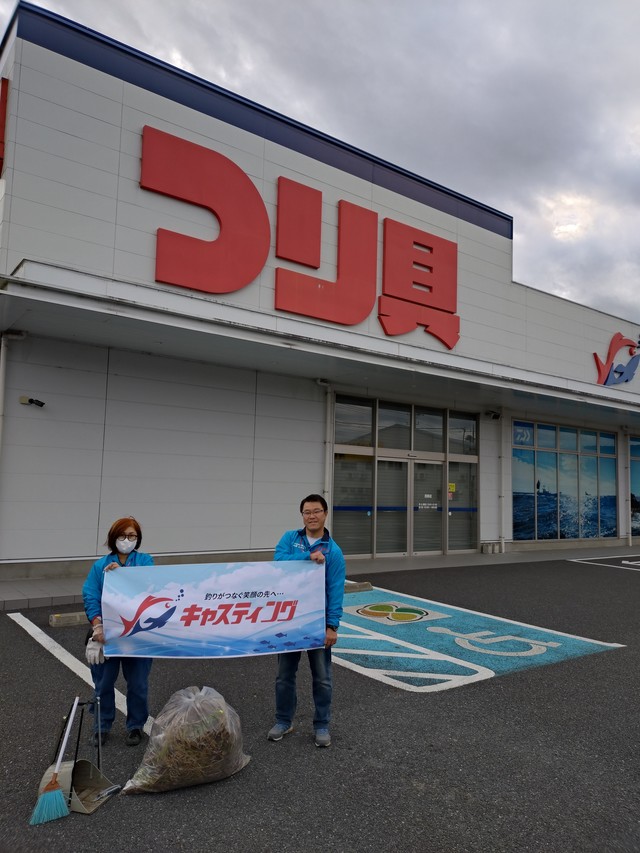 つり具
釣りがつなぐ笑顔の先へ…
キャスティング